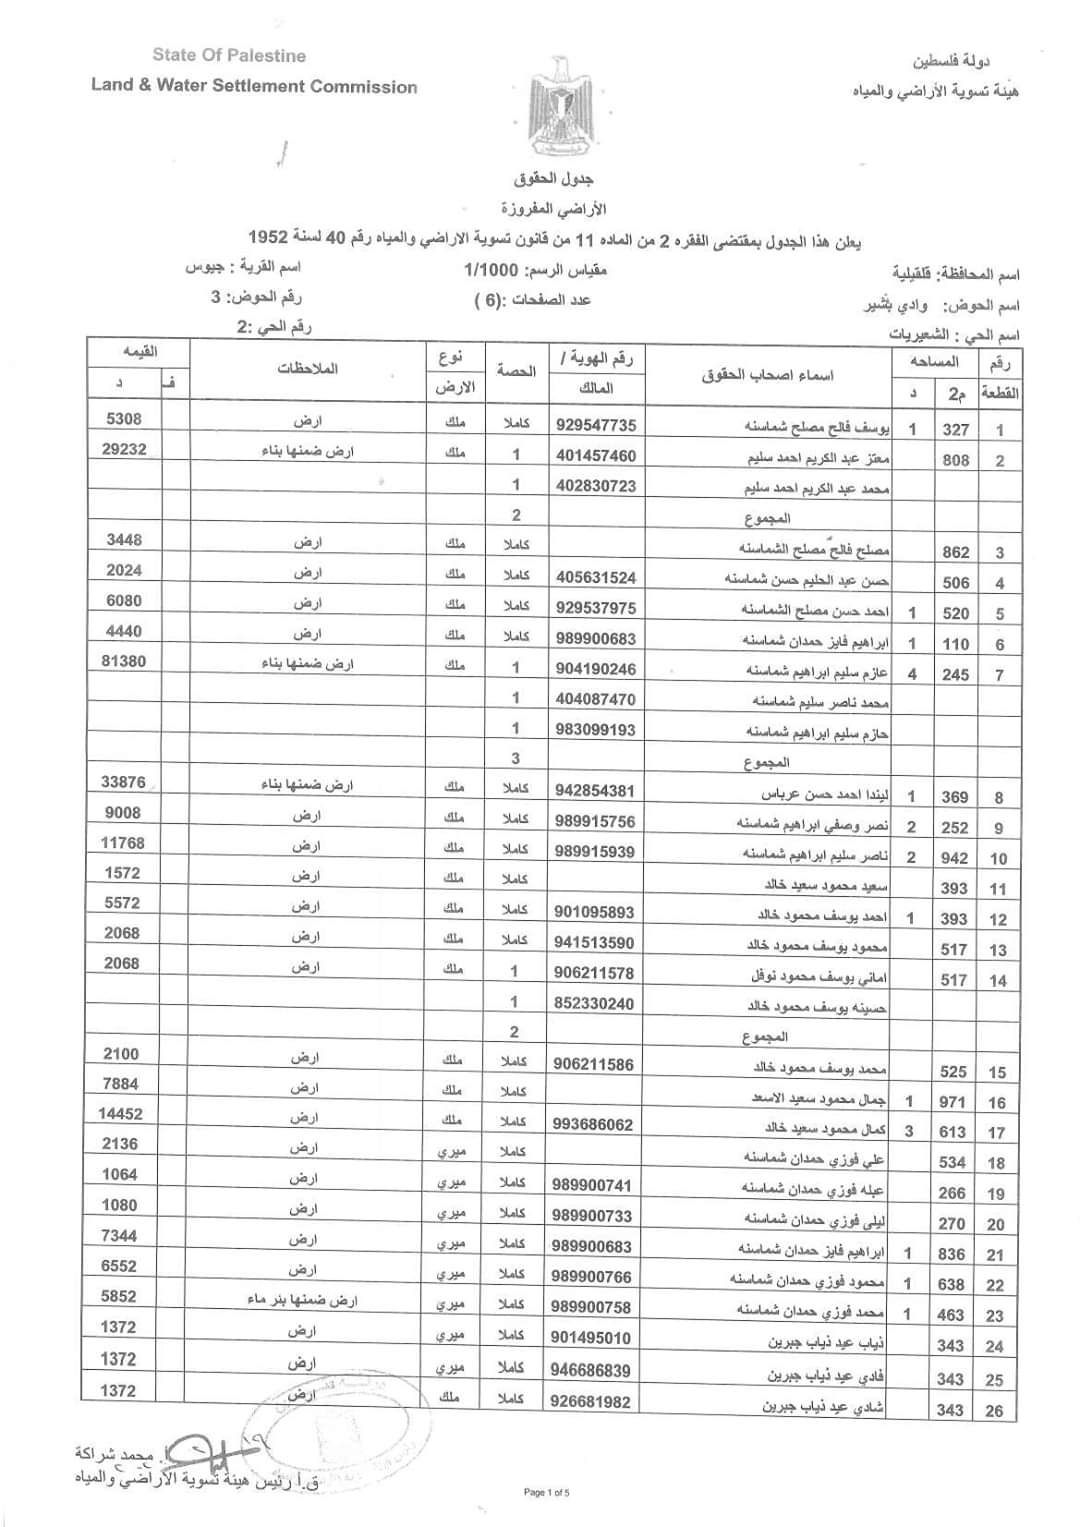 State Of Palestine
Land & Water Settlement Commission
دولة فلسطين
هيئة تسوية الأراضي والمياه
جدول الحقوق
الأراضي المفروزة
يعلن هذا الجدول بمقتضى الفقره 2 من الماده 11 من قانون تسوية الاراضي والمياه رقم 40 لسنة 1952
اسم المحافظة: قلقيلية مقياس الرسم: 1/1000 اسم القرية : جيوس
اسم الحوض: وادي بشير عدد الصفحات :(6 ) رقم الحوض: 3
اسم الحي : الشعيريات رقم الحي :2
رقم القطعة المساحه م2 د اسماء اصحاب الحقوق رقم الهوية / المالك الحصة نوع الارض الملاحظات القيمه ف د
1 327 1 يوسف فالح مصلح شماسنه 929547735 كاملا ملك ارض 5308
2 808 معتز عبد الكريم احمد سليم 401457460 1 ملك ارض ضمنها بناء 29232
محمد عبد الكريم احمد سليم 402830723 1
المجموع 2
3 862 مصلح فالح مصلح الشماسنه كاملا ملك ارض 3448
4 506 حسن عبد الحليم حسن شماسنه 405631524 كاملا ملك ارض 2024
5 520 1 احمد حسن مصلح الشماسنه 929537975 كاملا ملك ارض 6080
6 110 1 ابراهيم فايز حمدان شماسنه 989900683 كاملا ملك ارض 4440
7 245 4 عازم سليم ابراهيم شماسنه 904190246 1 ملك ارض ضمنها بناء 81380
محمد ناصر سليم شماسنه 404087470 1
حازم سليم ابراهيم شماسنه 983099193 1
المجموع 3
8 369 1 ليندا احمد حسن عرباس 942854381 كاملا ملك ارض ضمنها بناء 33876
9 252 2 نصر وصفي ابراهيم شماسنه 989915756 كاملا ملك ارض 9008
10 942 2 ناصر سليم ابراهيم شماسنه 989915939 كاملا ملك ارض 11768
11 393 سعيد محمود سعيد خالد كاملا ملك ارض 1572
12 393 1 احمد يوسف محمود خالد 901095893 كاملا ملك ارض 5572
13 517 محمود يوسف محمود خالد 941513590 كاملا ملك ارض 2068
14 517 اماني يوسف محمود نوفل 906211578 1 ملك ارض 2068
حسينه يوسف محمود خالد 852330240 1
المجموع 2
15 525 محمد يوسف محمود خالد 906211586 كاملا ملك ارض 2100
16 971 1 جمال محمود سعيد الاسعد كاملا ملك ارض 7884
17 613 3 كمال محمود سعيد خالد 993686062 كاملا ملك ارض 14452
18 534 علي فوزي حمدان شماسنه كاملا ميري ارض 2136
19 266 عبله فوزي حمدان شماسنه 989900741 كاملا ميري ارض 1064
20 270 ليلى فوزي حمدان شماسنه 989900733 كاملا ميري ارض 1080
21 836 1 ابراهيم فايز حمدان شماسنه 989900683 كاملا ميري ارض 7344
22 638 1 محمود فوزي حمدان شماسنه 989900766 كاملا ميري ارض 6552
23 463 1 محمد فوزي حمدان شماسنه 989900758 كاملا ميري ارض ضمنها بئر ماء 5852
24 343 ذياب عيد ذياب جبرين 901495010 كاملا ميري ارض 1372
25 343 فادي عيد ذياب جبرين 946686839 كاملا ميري ارض 1372
26 343 شادي عيد ذياب جبرين 926681982 كاملا ملك ارض 1372
أ. محمد شراكة
ق.أ رئيس هيئة تسوية الأراضي والمياه
Page 1 of 5